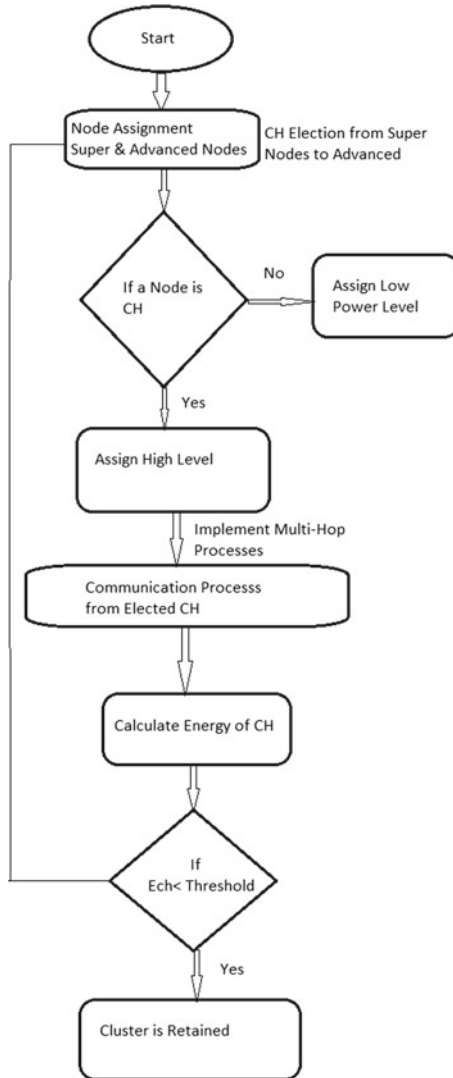 Start
Node Assignment
Super & Advanced Nodes
CH Election from Super
Nodes to Advanced
If a Node is
CH
No
Assign Low
Power Level
Yes
Assign High Level
Implement Multi-Hop
Processes
Communication Processs
from Elected CH
Calculate Energy of CH
If
Ech< Threshold
Yes
Cluster is Retained